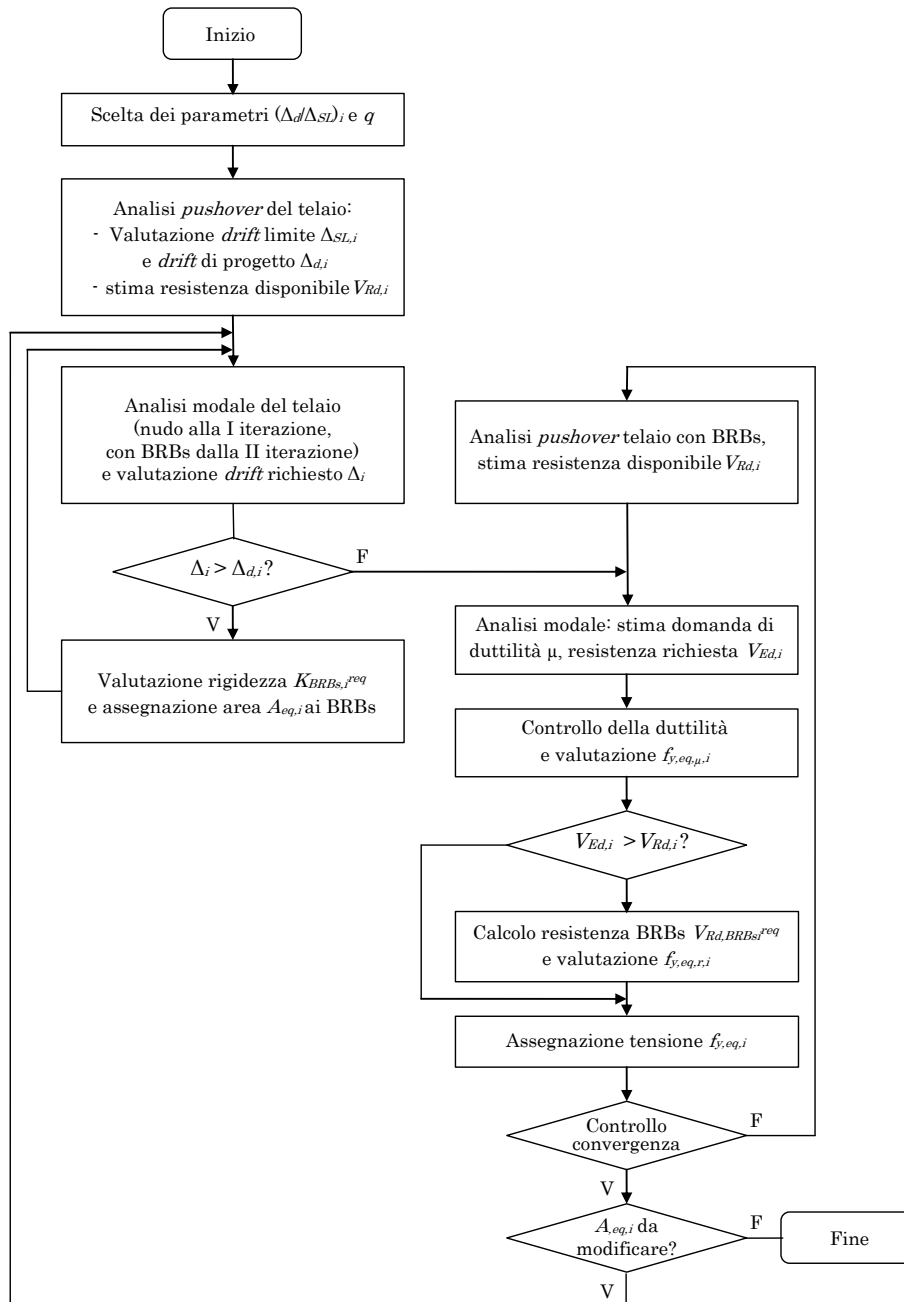 Inizio
Scelta dei parametri (Δd/ΔSL)i e q
Analisi pushover del telaio:
- Valutazione drift limite ΔSL,i
e drift di progetto Δd,i
- stima resistenza disponibile VRd,i
Analisi modale del telaio
(nudo alla I iterazione,
con BRBs dalla II iterazione)
e valutazione drift richiesto Δi
Δi > Δd,i?
F
V
Valutazione rigidezza KBRBs,i^req
e assegnazione area Aeq,i ai BRBs
Analisi pushover telaio con BRBs,
stima resistenza disponibile VRd,i
Analisi modale: stima domanda di
duttilità μ, resistenza richiesta VEd,i
Controllo della duttilità
e valutazione fy,eq,μ,i
VEd,i > VRd,i?
Calcolo resistenza BRBs VRd,BRBsi^req
e valutazione fy,eq,r,i
Assegnazione tensione fy,eq,i
Controllo
convergenza
F
V
A,eq,i da
modificare?
F
V
Fine